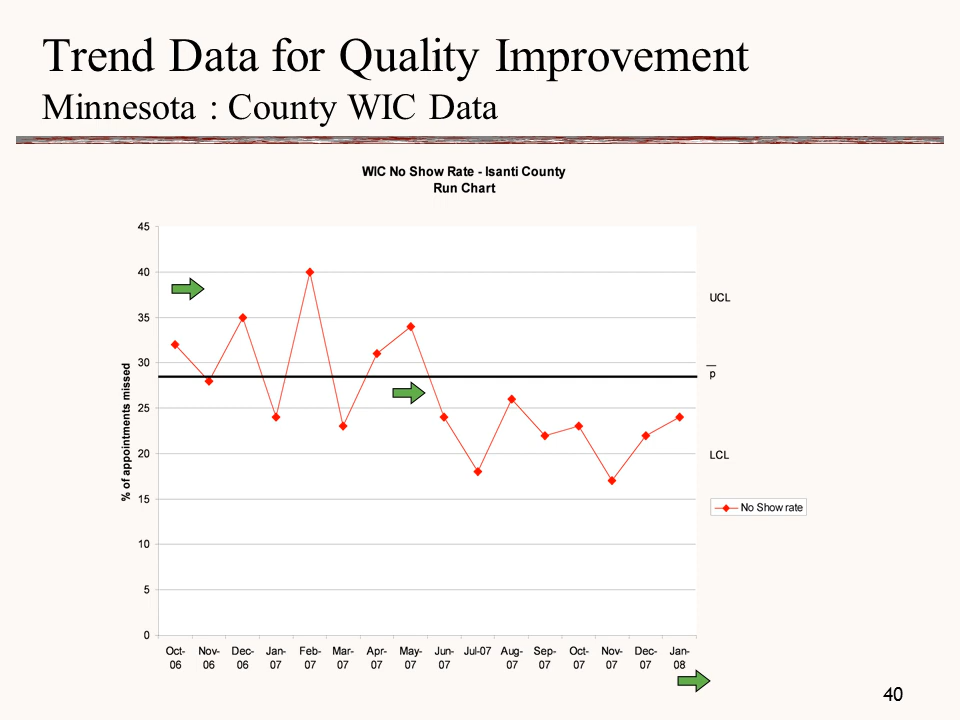 Trend Data for Quality Improvement
Minnesota : County WIC Data
WIC No Show Rate - Isanti County
Run Chart
% of appointments missed
45
40
35
30
25
20
15
10
5
0
Oct-06
Nov-06
Dec-06
Jan-07
Feb-07
Mar-07
Apr-07
May-07
Jun-07
Jul-07
Aug-07
Sep-07
Oct-07
Nov-07
Dec-07
Jan-08
UCL
p
LCL
No Show rate
40